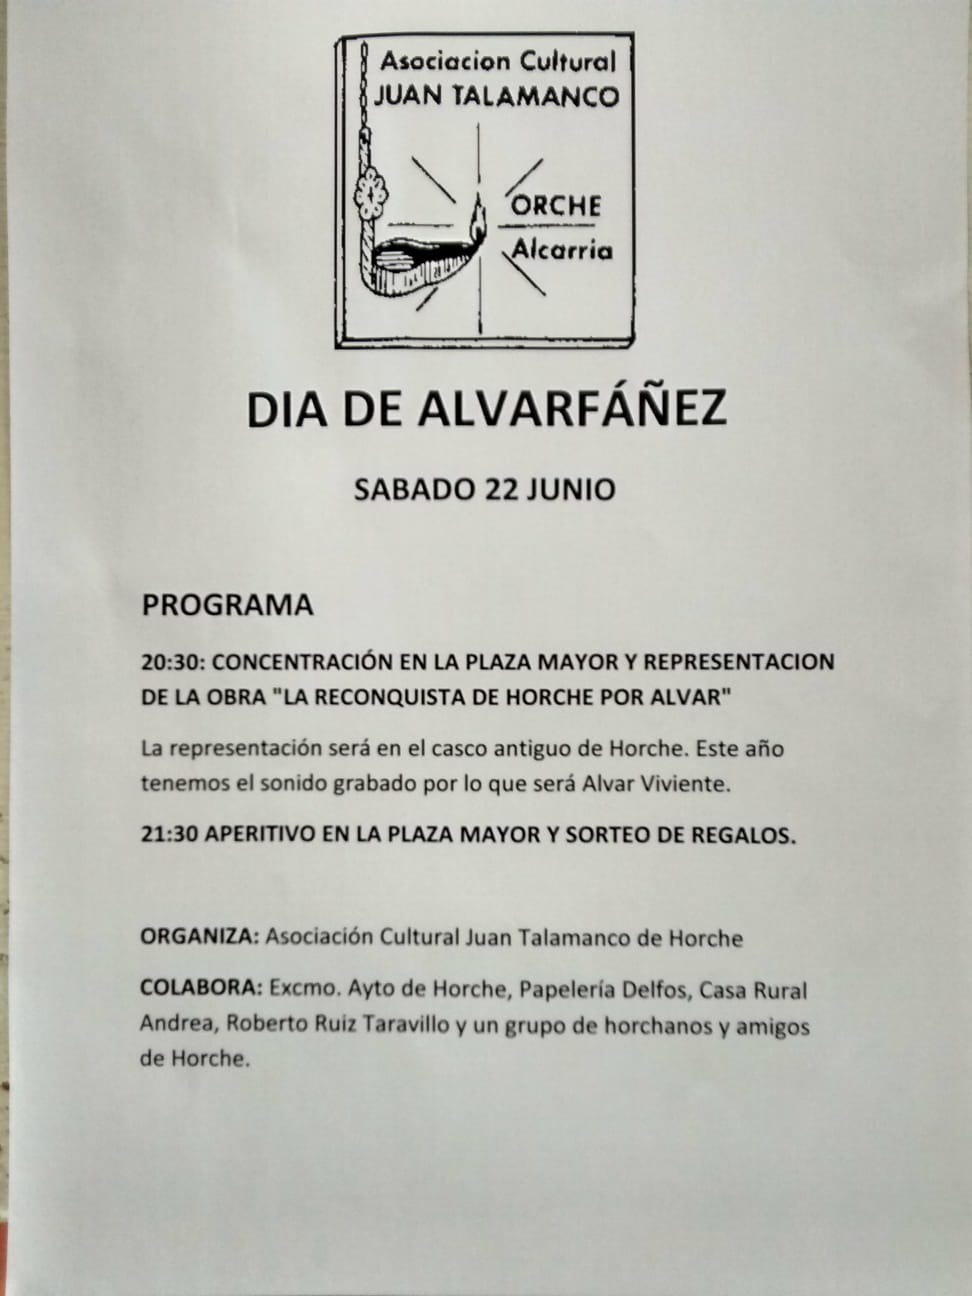 Asociacion Cultural
JUAN TALAMANCO
ORCHE
Alcarria
DIA DE ALVARFÁÑEZ
SABADO 22 JUNIO
PROGRAMA
20:30: CONCENTRACIÓN EN LA PLAZA MAYOR Y REPRESENTACION
DE LA OBRA "LA RECONQUISTA DE HORCHE POR ALVAR"
La representación será en el casco antiguo de Horche. Este año
tenemos el sonido grabado por lo que será Alvar Viviente.
21:30 APERITIVO EN LA PLAZA MAYOR Y SORTEO DE REGALOS.
ORGANIZA: Asociación Cultural Juan Talamanco de Horche
COLABORA: Excmo. Ayto de Horche, Papelería Delfos, Casa Rural
Andrea, Roberto Ruiz Taravillo y un grupo de horchanos y amigos
de Horche.